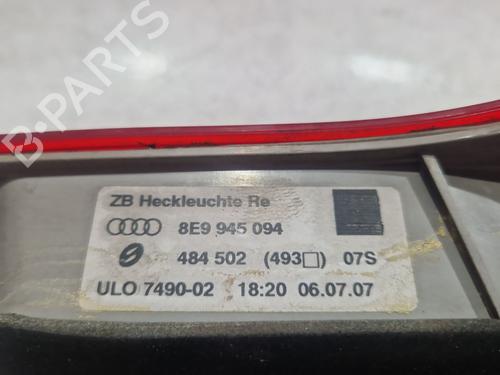 B-PARTS
ZB Heckleuchte Re
8E9 945 094
484 502 (493□) 07S
ULO 7490-02 18:20 06.07.07